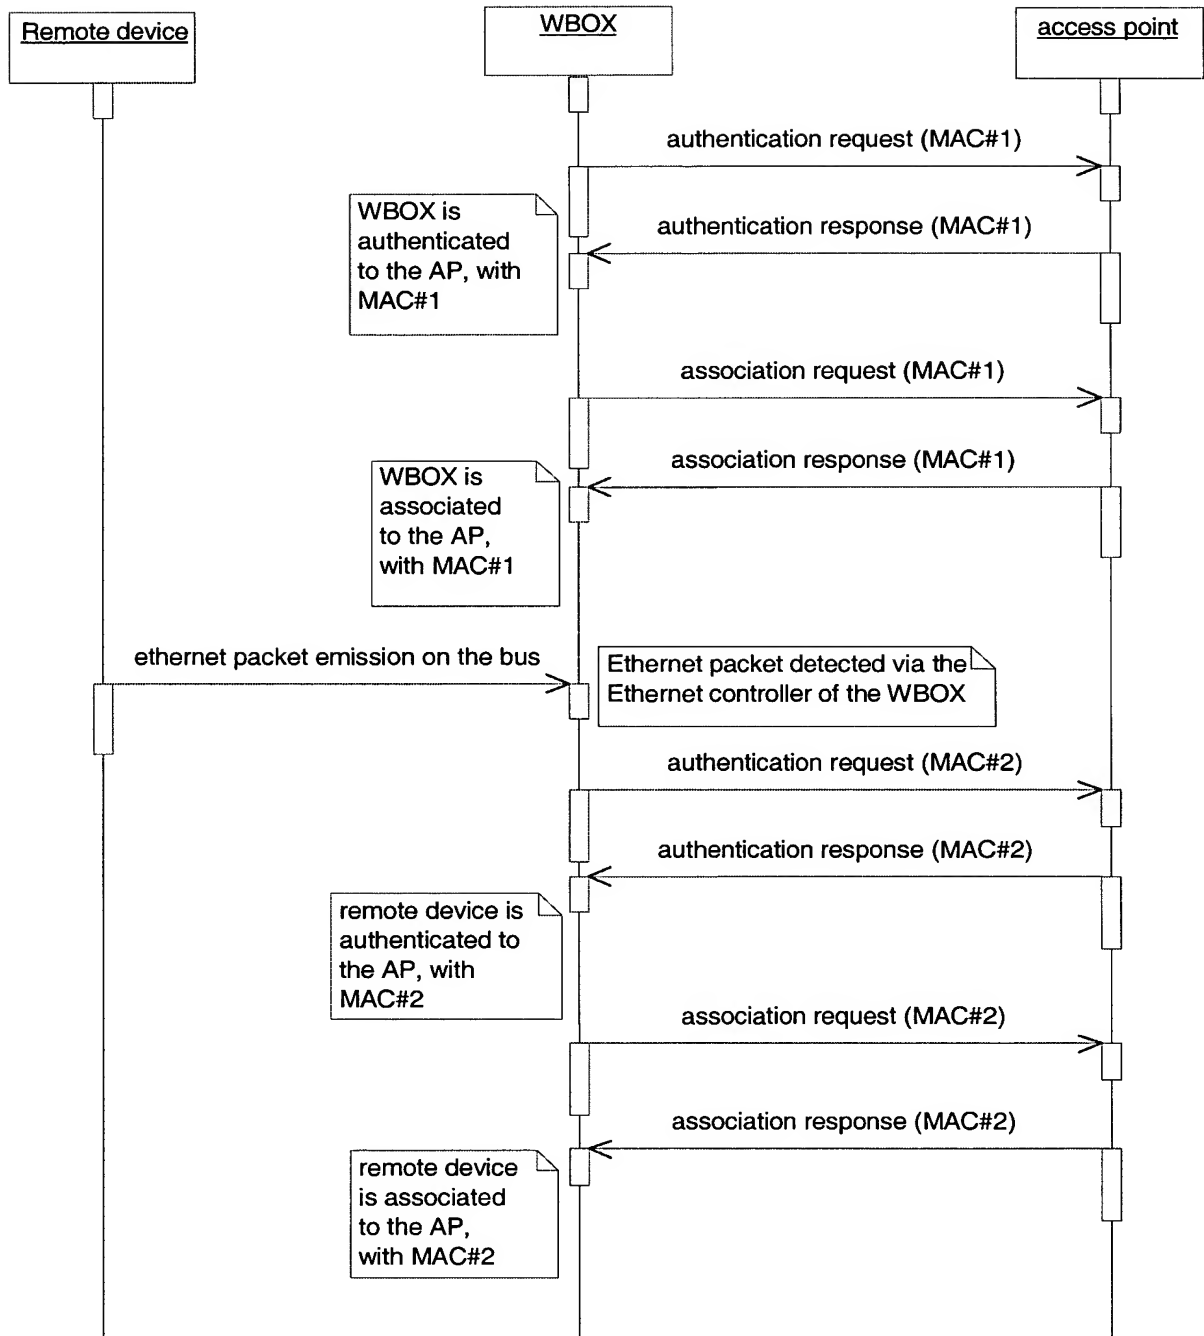 Remote device
WBOX
access point
authentication request (MAC#1)
WBOX is
authenticated
to the AP, with
MAC#1
authentication response (MAC#1)
association request (MAC#1)
association response (MAC#1)
WBOX is
associated
to the AP,
with MAC#1
ethernet packet emission on the bus
Ethernet packet detected via the
Ethernet controller of the WBOX
authentication request (MAC#2)
authentication response (MAC#2)
remote device is
authenticated to
the AP, with
MAC#2
association request (MAC#2)
association response (MAC#2)
remote device
is associated
to the AP,
with MAC#2